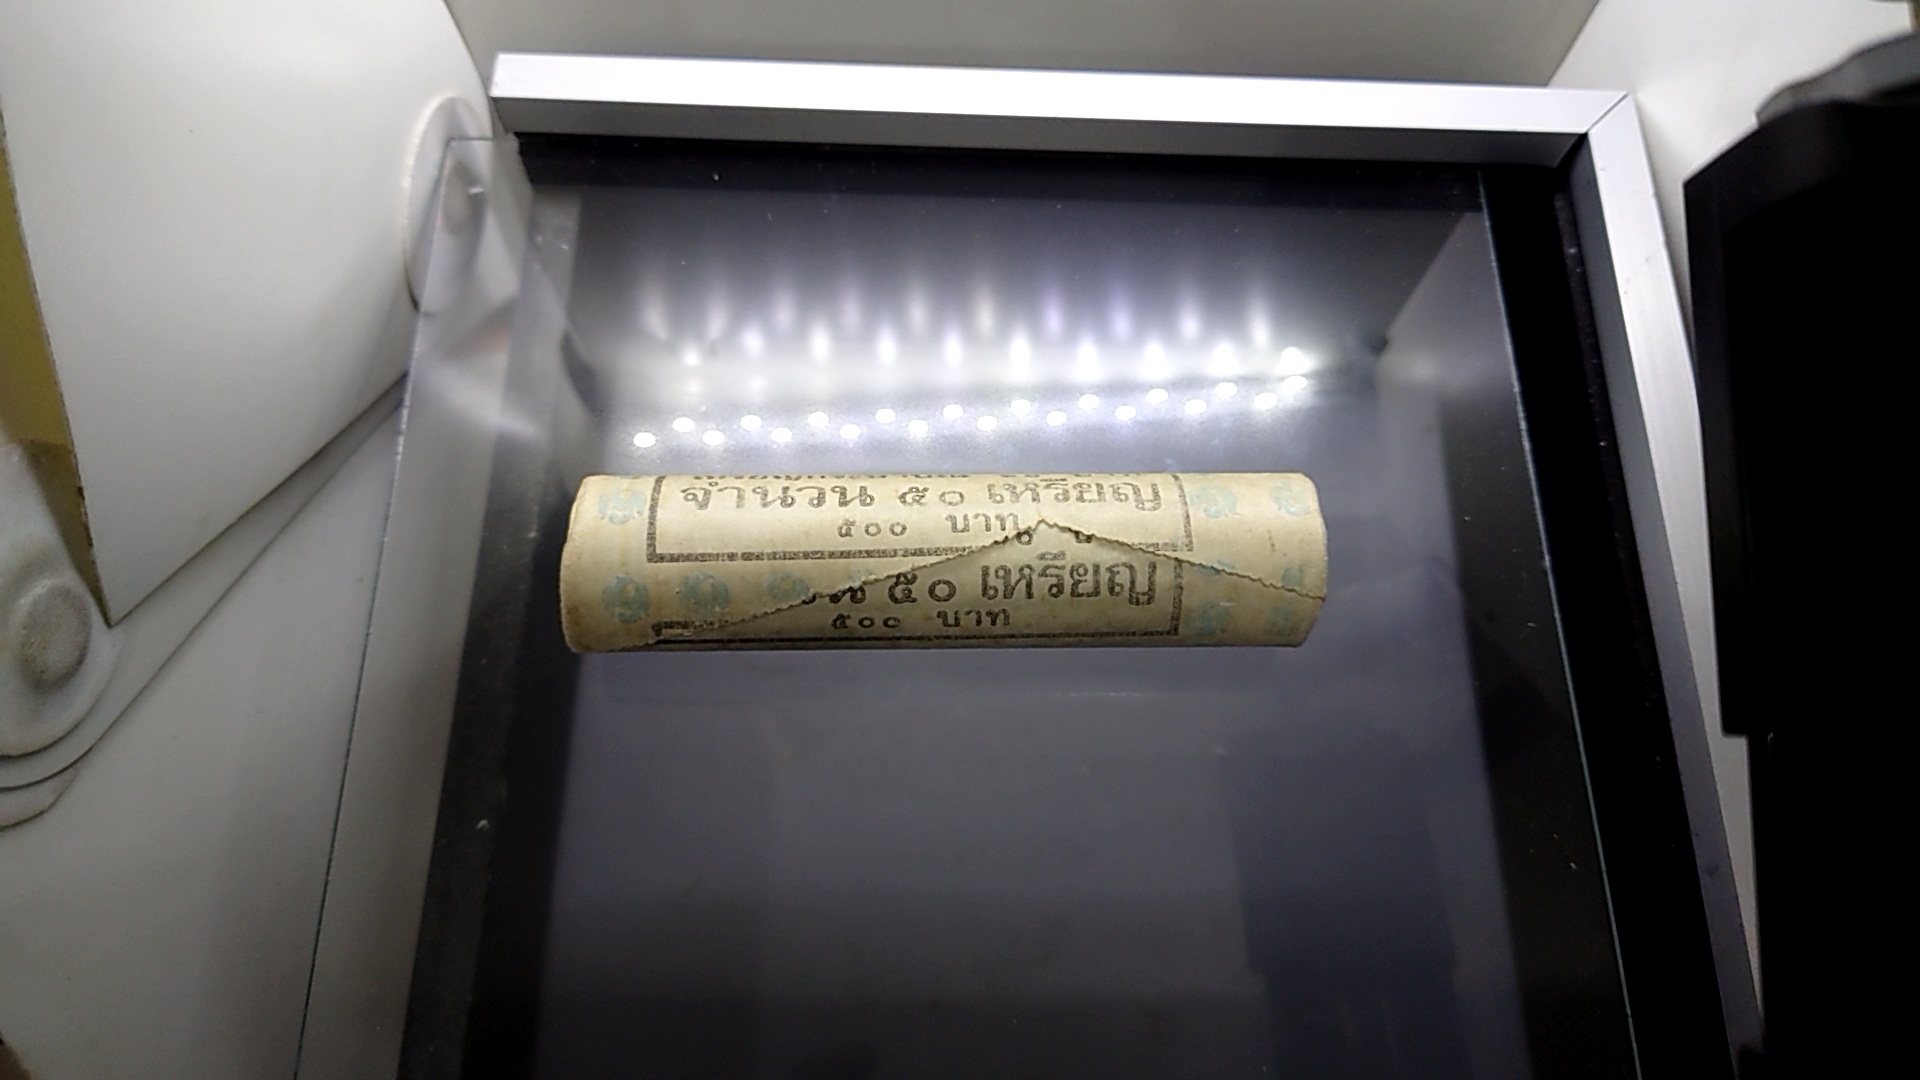 จำนวน ๕๐ เหรียญ
๕๐๐ บาท
๕๐ เหรียญ
๕๐๐ บาท